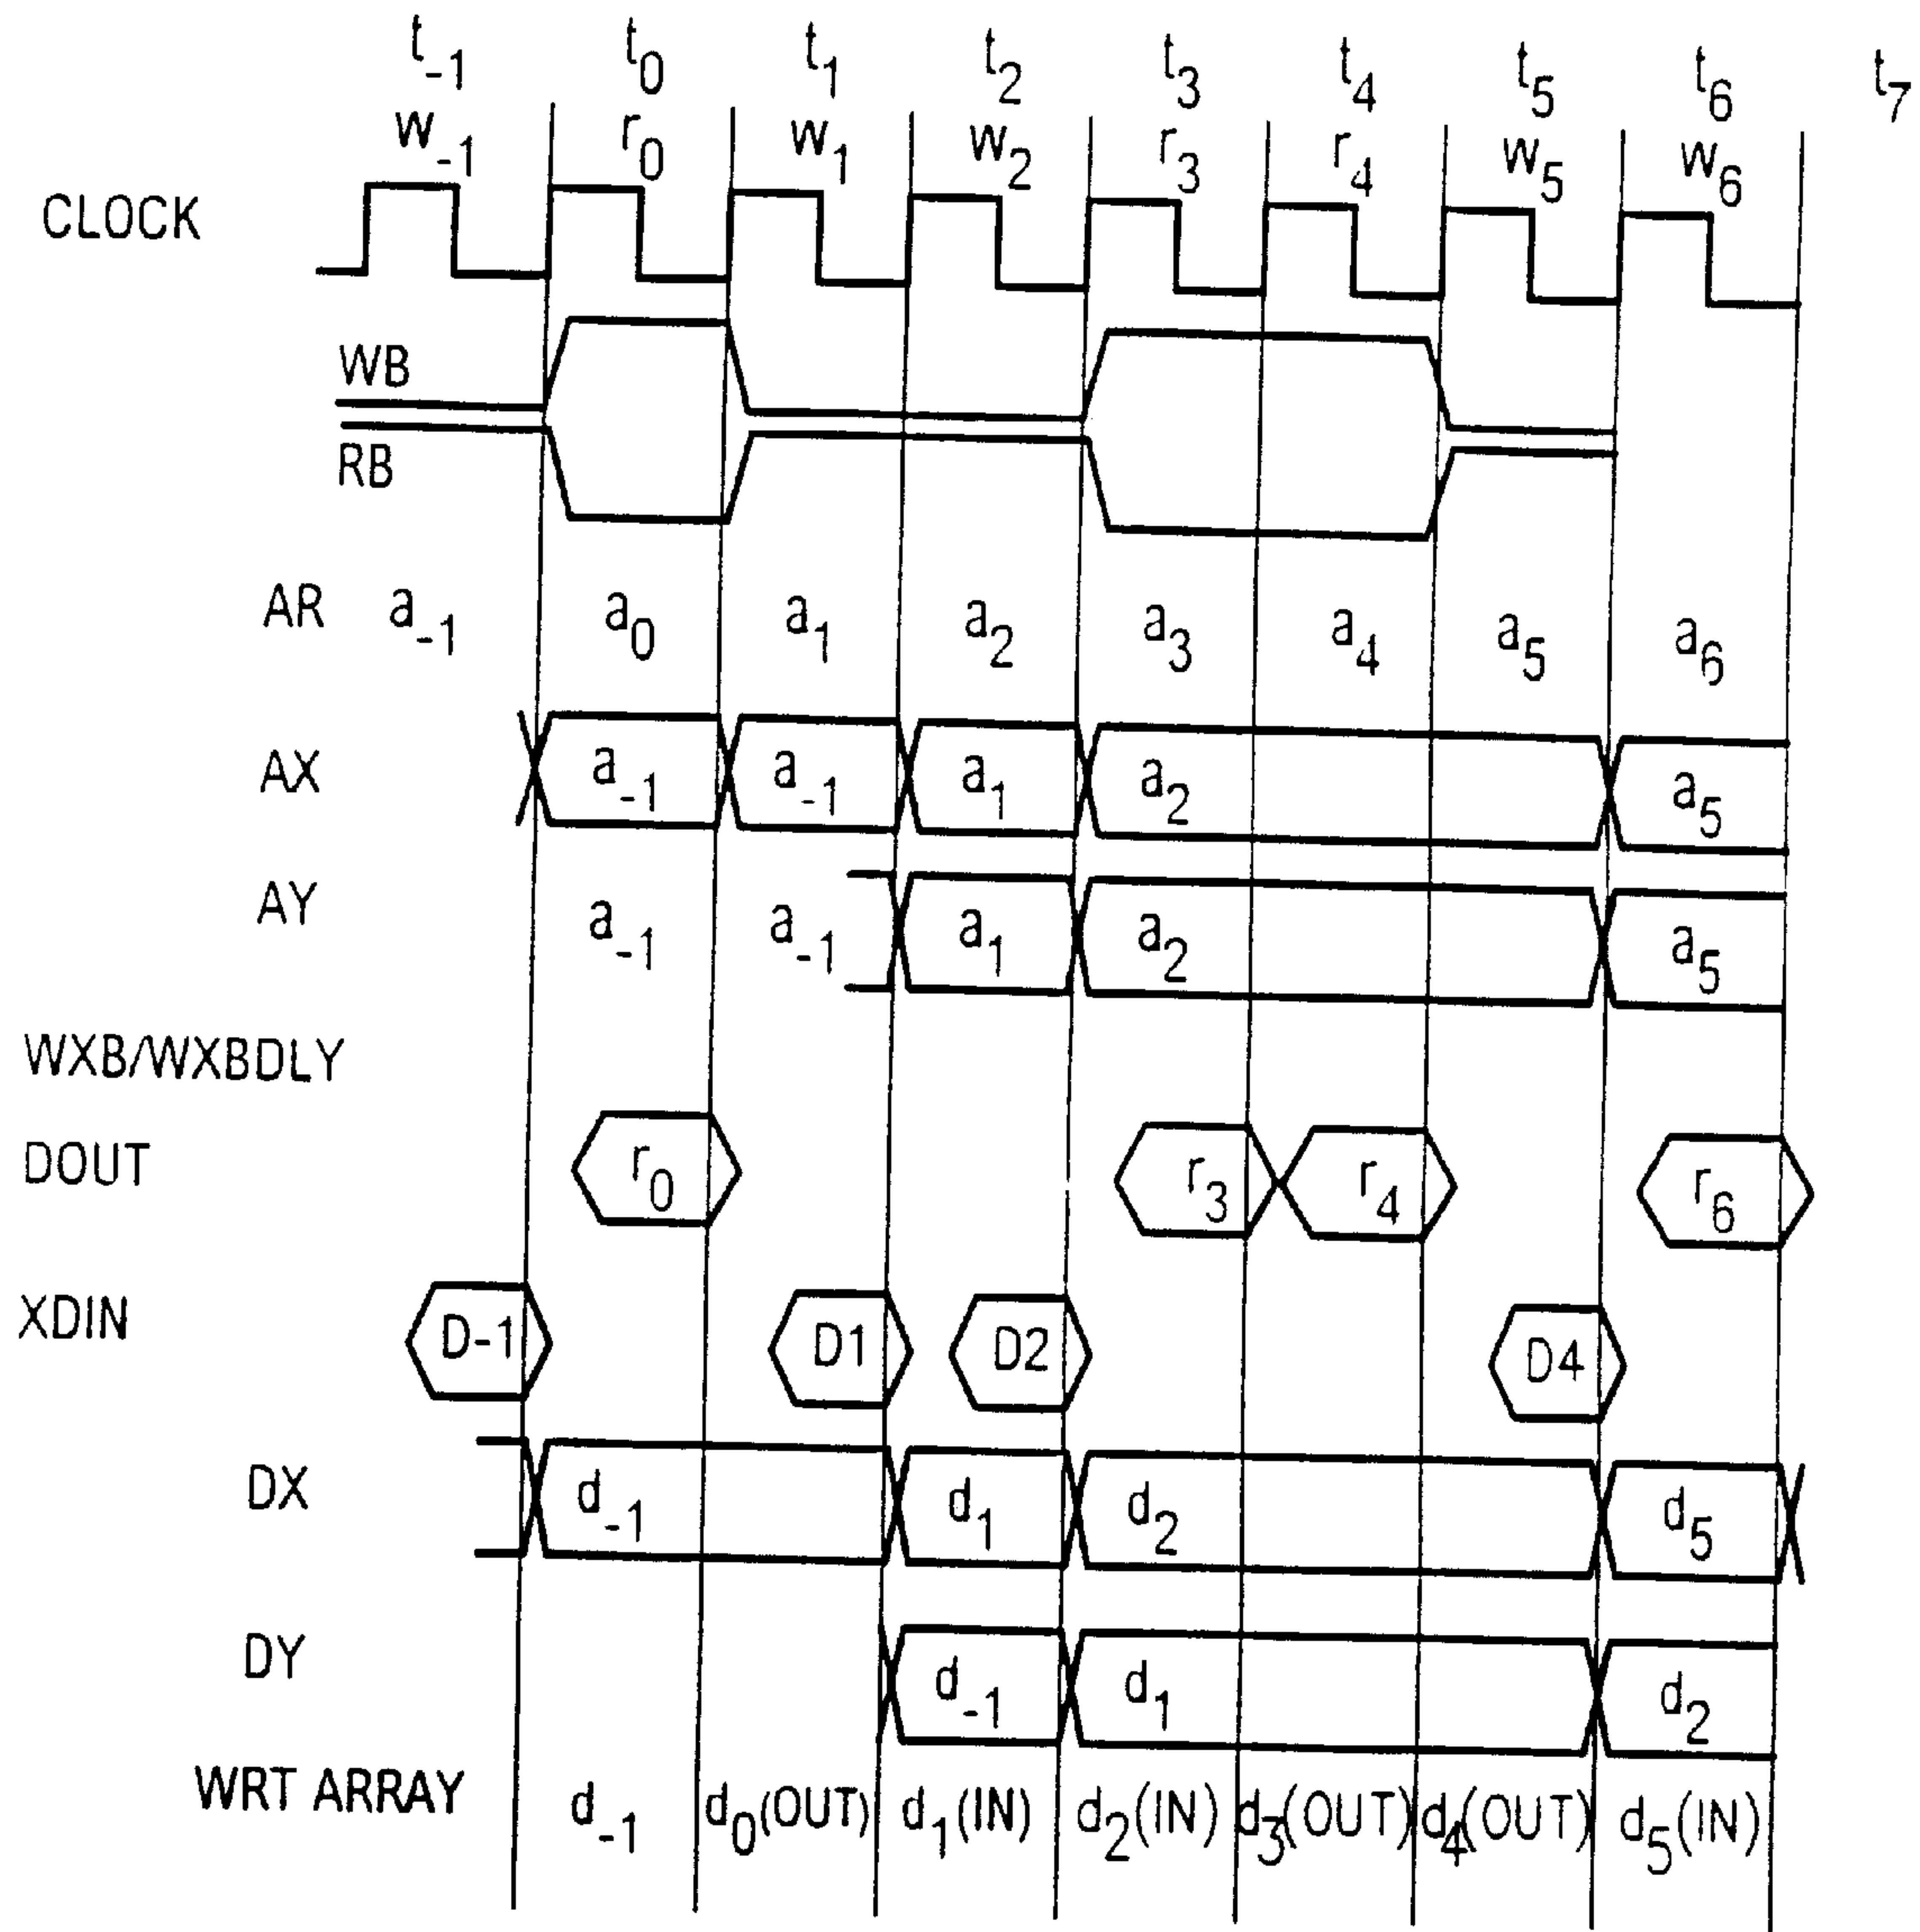 t-1 t0 t1 t2 t3 t4 t5 t6 t7
w-1 r0 w1 w2 r3 r4 w5 w6
CLOCK
WB
RB
AR a-1 a0 a1 a2 a3 a4 a5 a6
AX a-1 a-1 a1 a2 a5
AY a-1 a-1 a1 a2 a5
WXB/WXBDLY
DOUT r0 r3 r4 r6
XDIN D-1 D1 D2 D4
DX d-1 d1 d2 d5
DY d-1 d1 d2
WRT ARRAY d-1 d0(OUT) d1(IN) d2(IN) d3(OUT) d4(OUT) d5(IN)